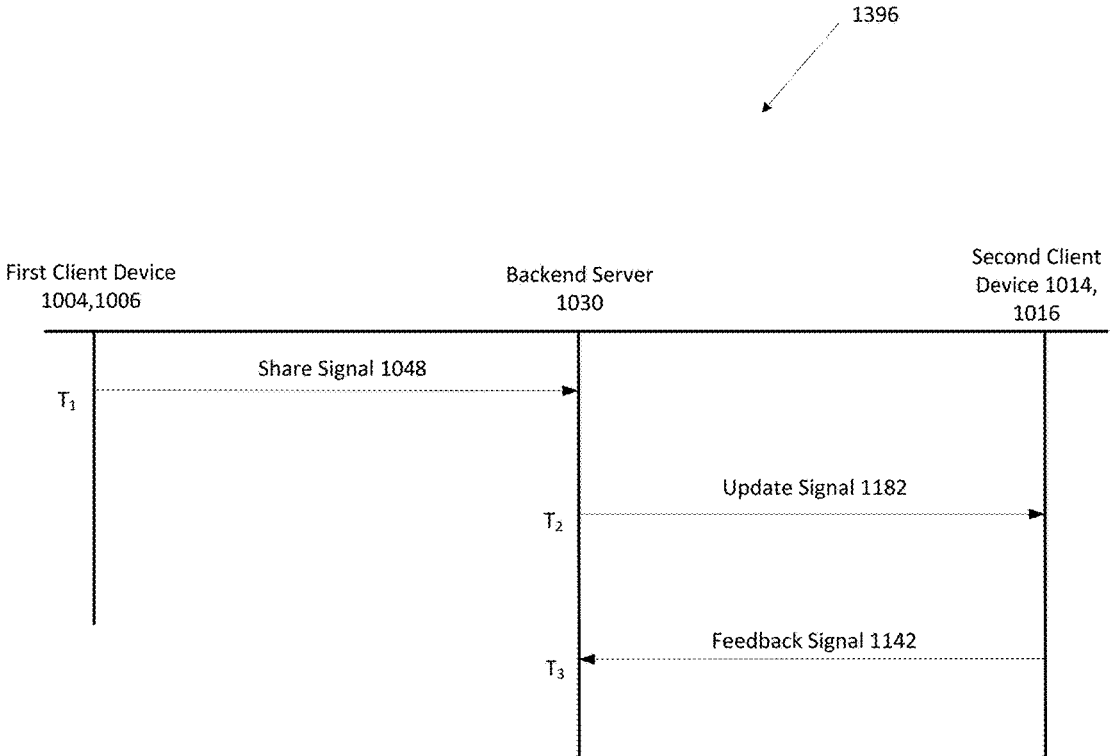 1396
First Client Device
1004,1006
Backend Server
1030
Second Client
Device 1014,
1016
Share Signal 1048
T₁
Update Signal 1182
T₂
Feedback Signal 1142
T₃